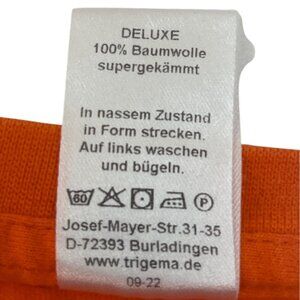 DELUXE
100% Baumwolle
supergekämmt
In nassem Zustand
in Form strecken.
Auf links waschen
und bügeln.
60 P
Josef-Mayer-Str.31-35
D-72393 Burladingen
www.trigema.de
09-22